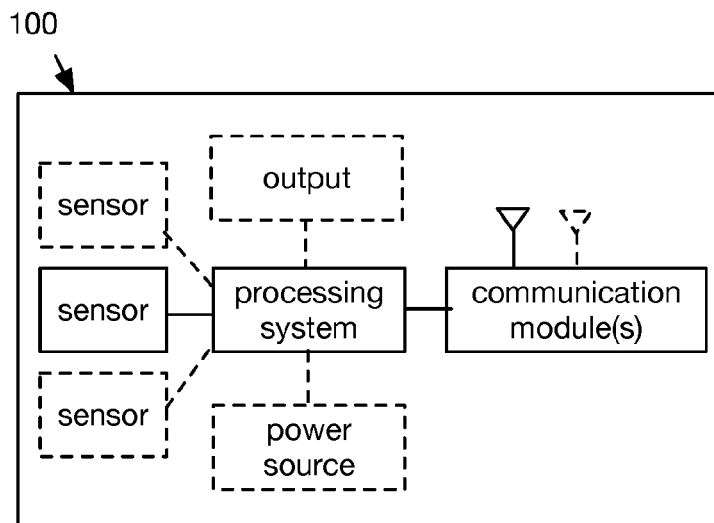 100
output
sensor
sensor
processing
system
communication
module(s)
sensor
power
source